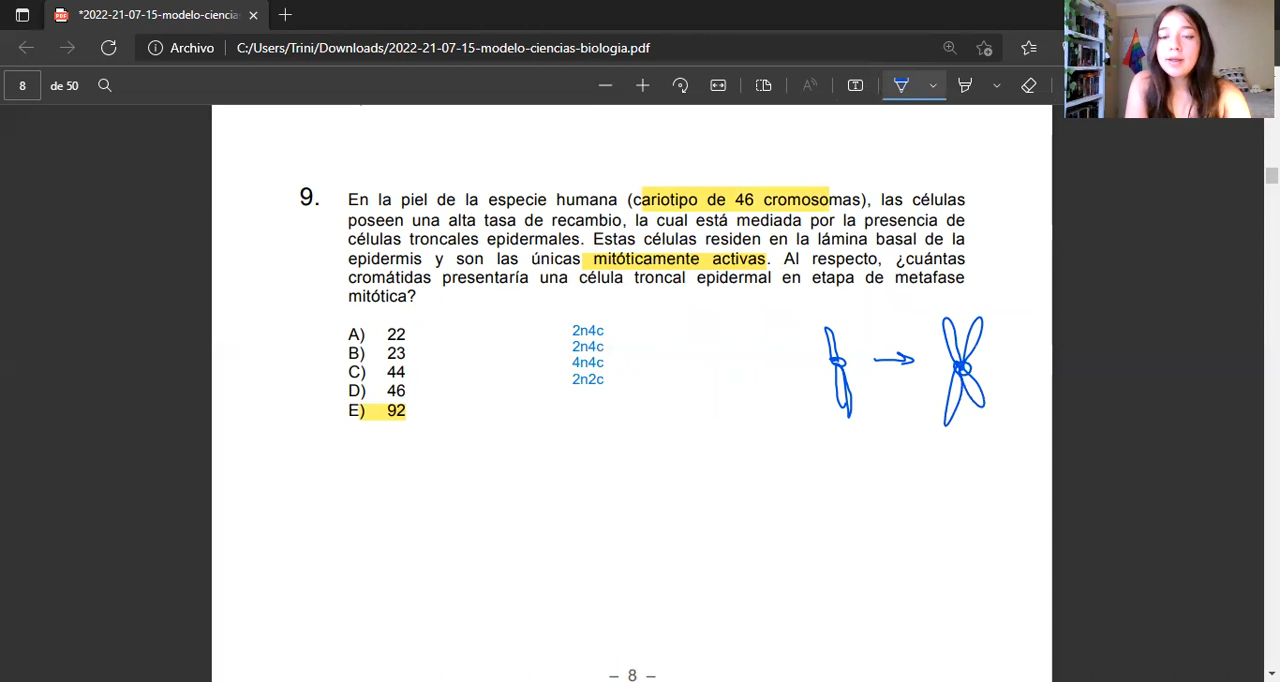 *2022-21-07-15-modelo-ciencias
Archivo
C:/Users/Trini/Downloads/2022-21-07-15-modelo-ciencias-biologia.pdf
8
de 50
9. En la piel de la especie humana (cariotipo de 46 cromosomas), las células
poseen una alta tasa de recambio, la cual está mediada por la presencia de
células troncales epidermales. Estas células residen en la lámina basal de la
epidermis y son las únicas mitóticamente activas. Al respecto, ¿cuántas
cromátidas presentaría una célula troncal epidermal en etapa de metafase
mitótica?
A) 22
B) 23
C) 44
D) 46
E) 92
2n4c
2n4c
4n4c
2n2c
– 8 –